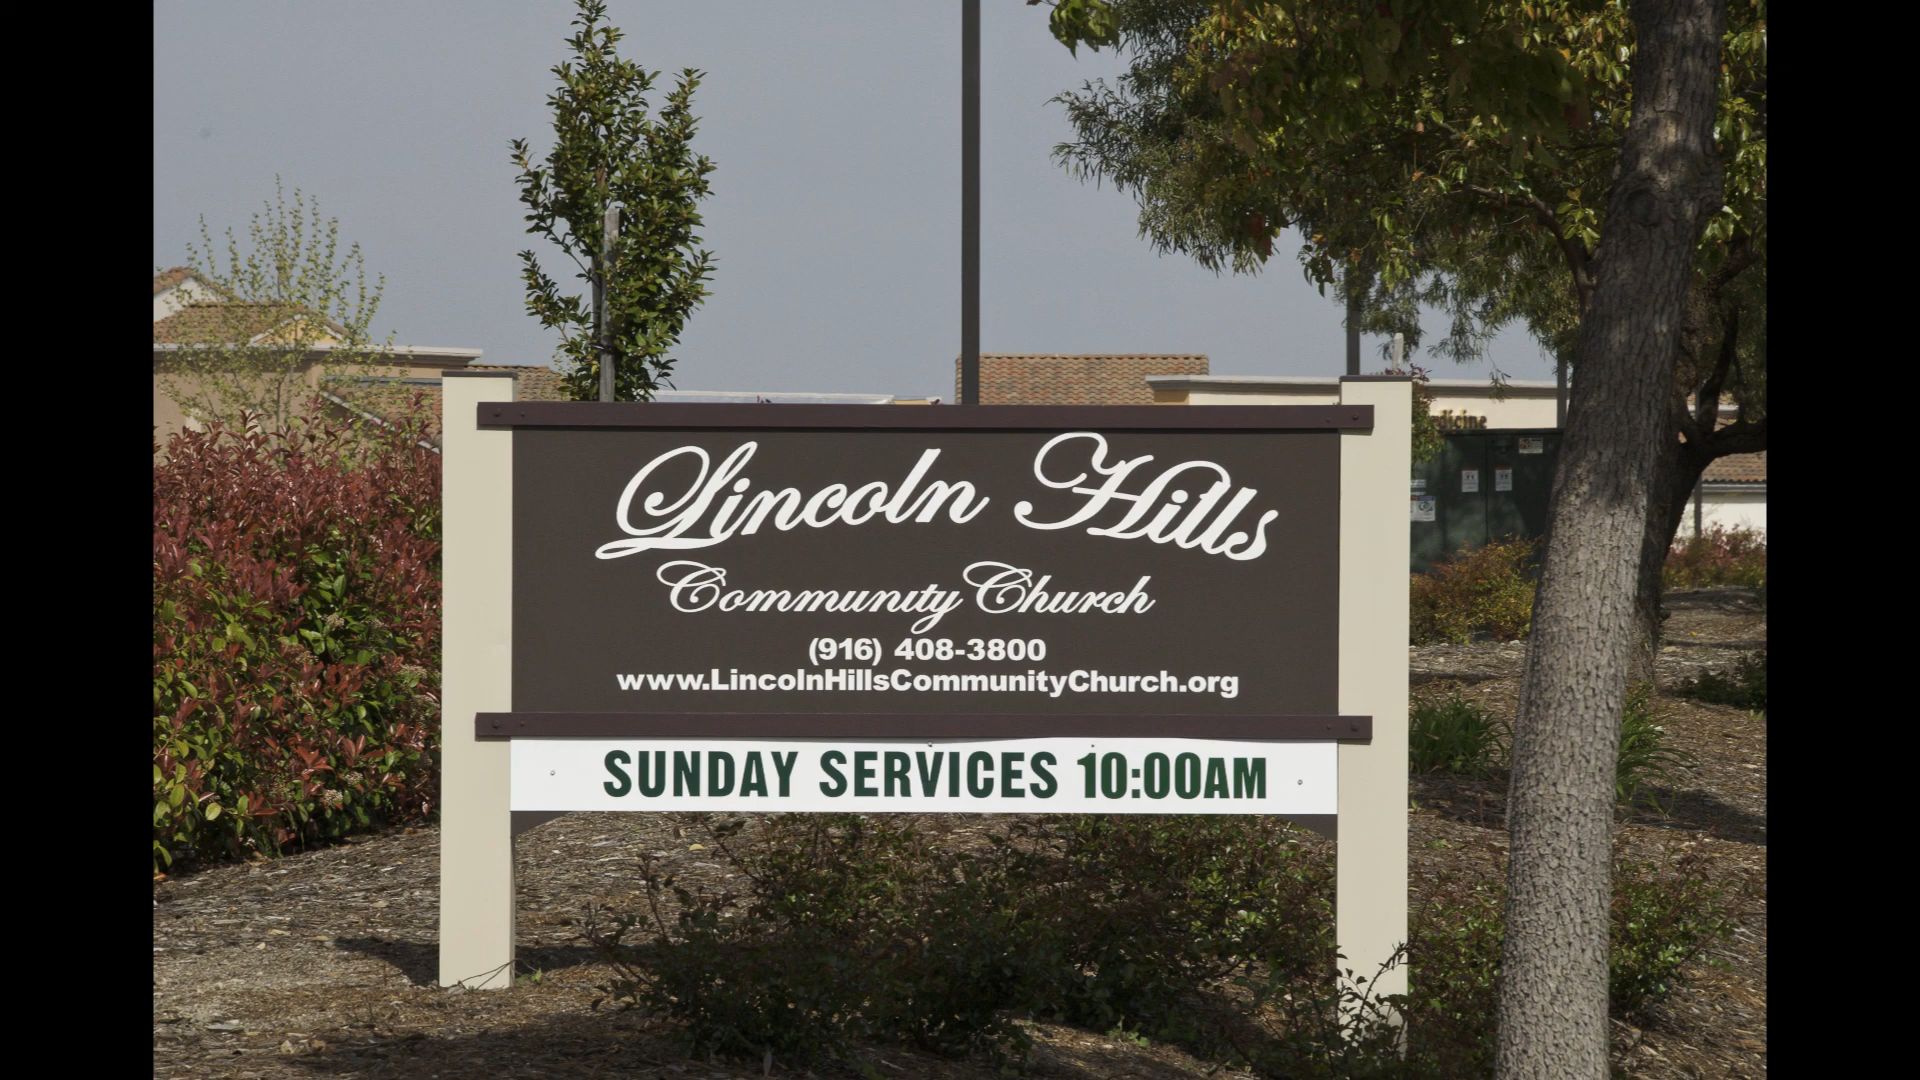 Lincoln Hills
Community Church
(916) 408-3800
www.LincolnHillsCommunityChurch.org
SUNDAY SERVICES 10:00AM